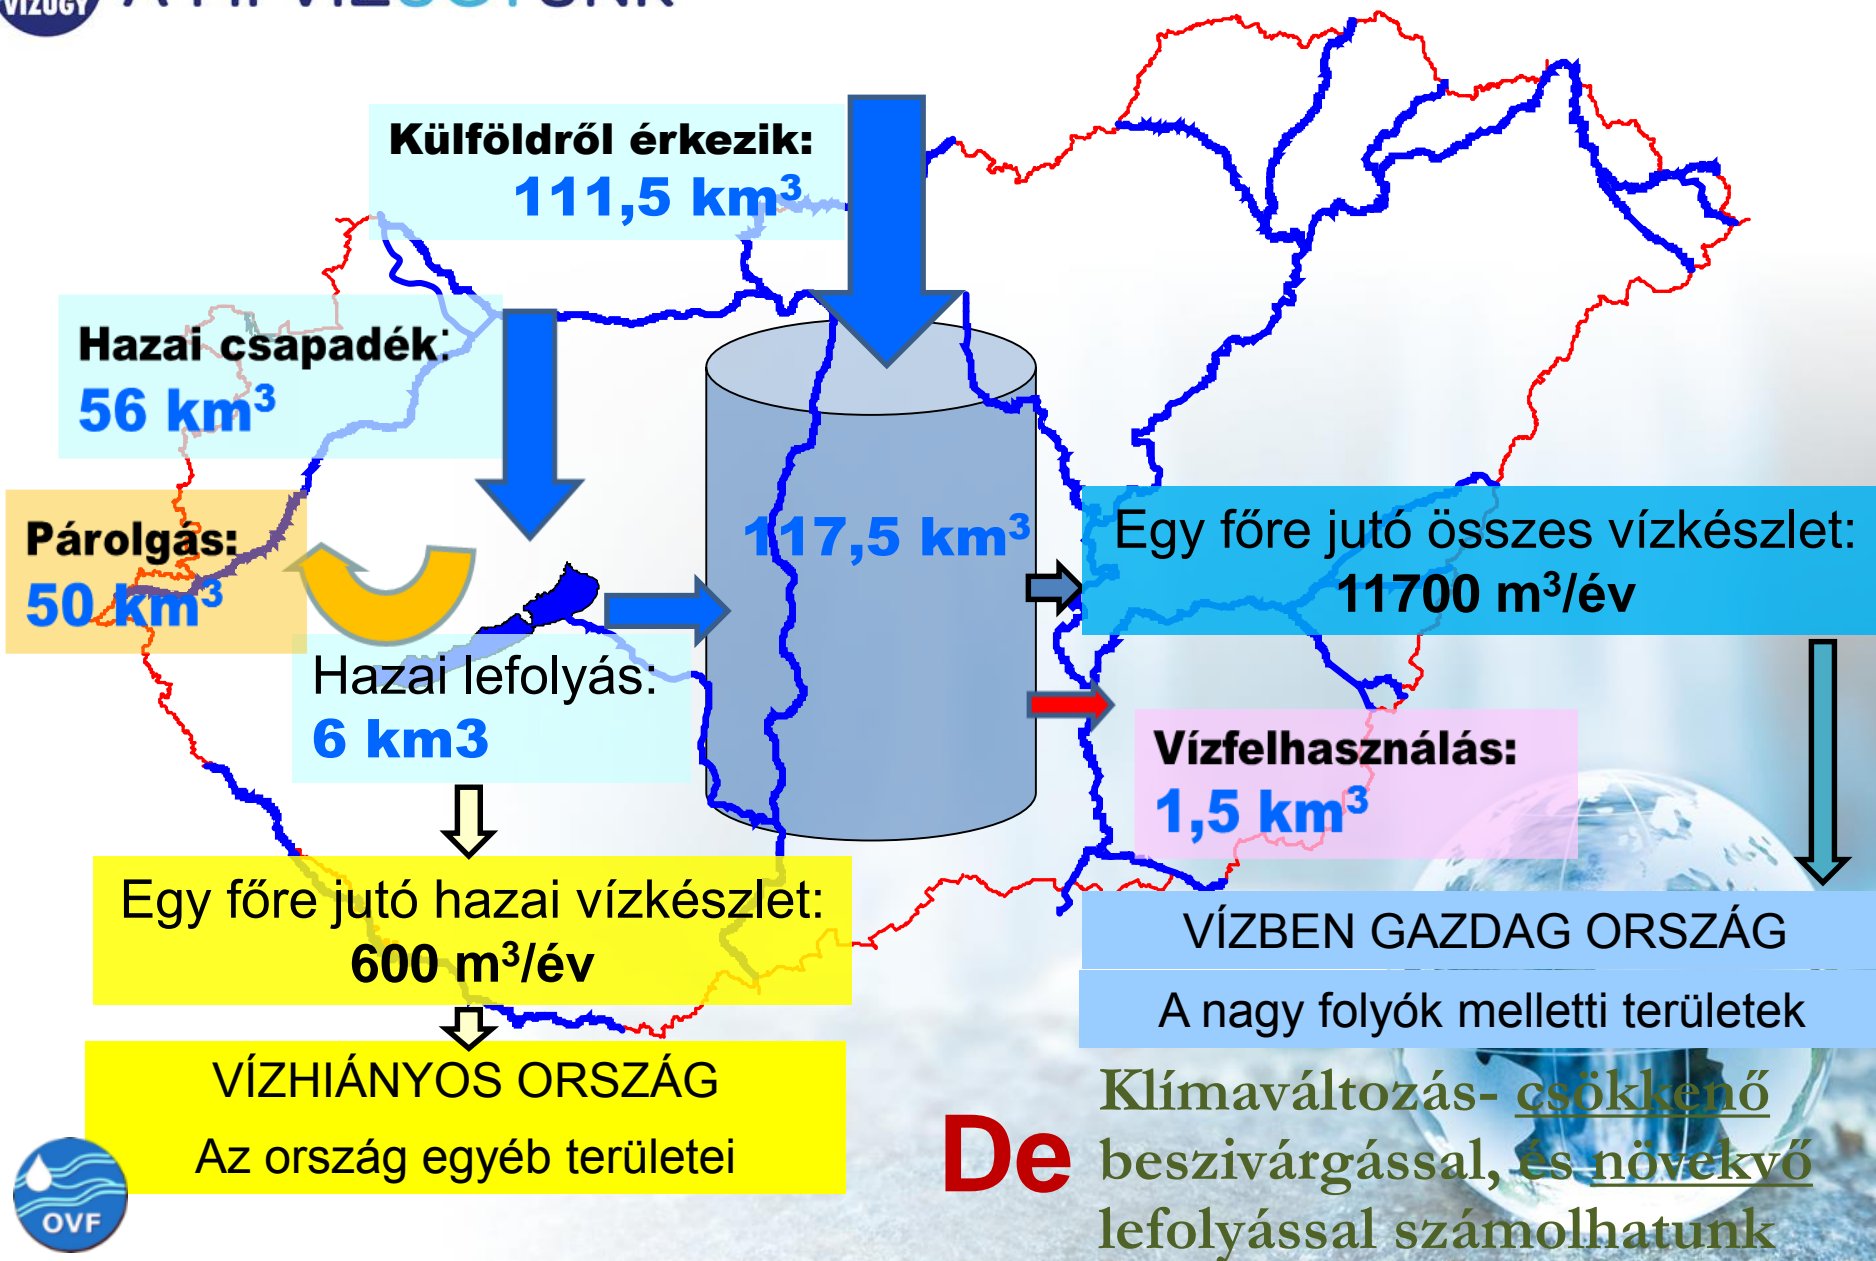 VÍZÜGY
Külföldről érkezik:
111,5 km³
Hazai csapadék:
56 km³
Párolgás:
50 km³
117,5 km³
Egy főre jutó összes vízkészlet:
11700 m³/év
Hazai lefolyás:
6 km3
Vízfelhasználás:
1,5 km³
Egy főre jutó hazai vízkészlet:
600 m³/év
VÍZBEN GAZDAG ORSZÁG
A nagy folyók melletti területek
VÍZHIÁNYOS ORSZÁG
Az ország egyéb területei
De
Klímaváltozás- csökkenő
beszivárgással, és növekvő
lefolyással számolhatunk
OVF